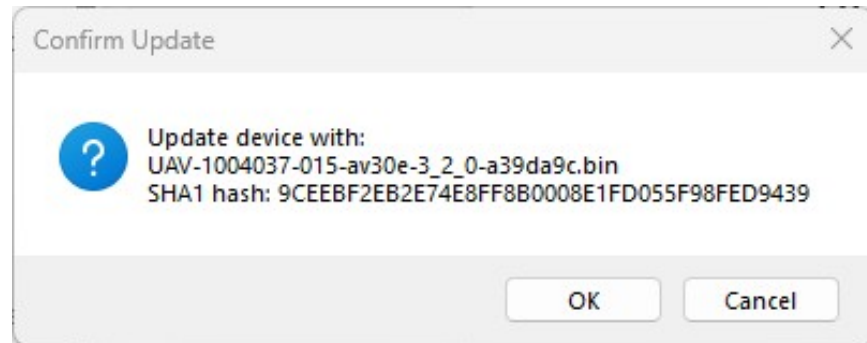 Confirm Update
Update device with:
UAV-1004037-015-av30e-3_2_0-a39da9c.bin
SHA1 hash: 9CEEBF2EB2E74E8FF8B0008E1FD055F98FED9439
OK
Cancel